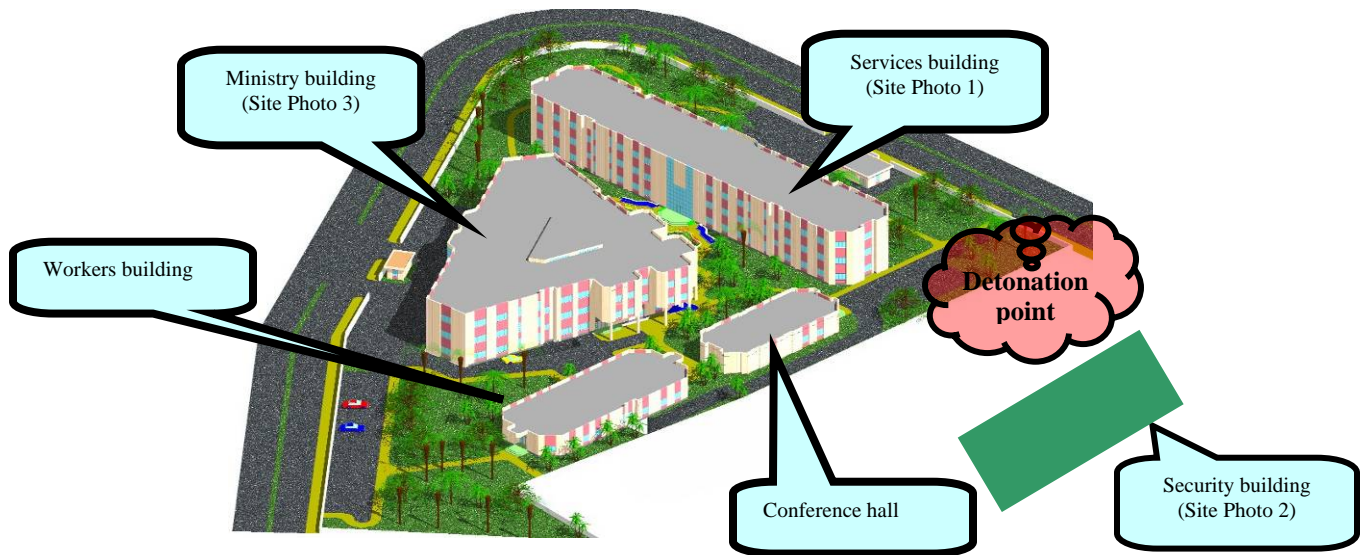 Ministry building
(Site Photo 3)
Services building
(Site Photo 1)
Workers building
Detonation
point
Conference hall
Security building
(Site Photo 2)